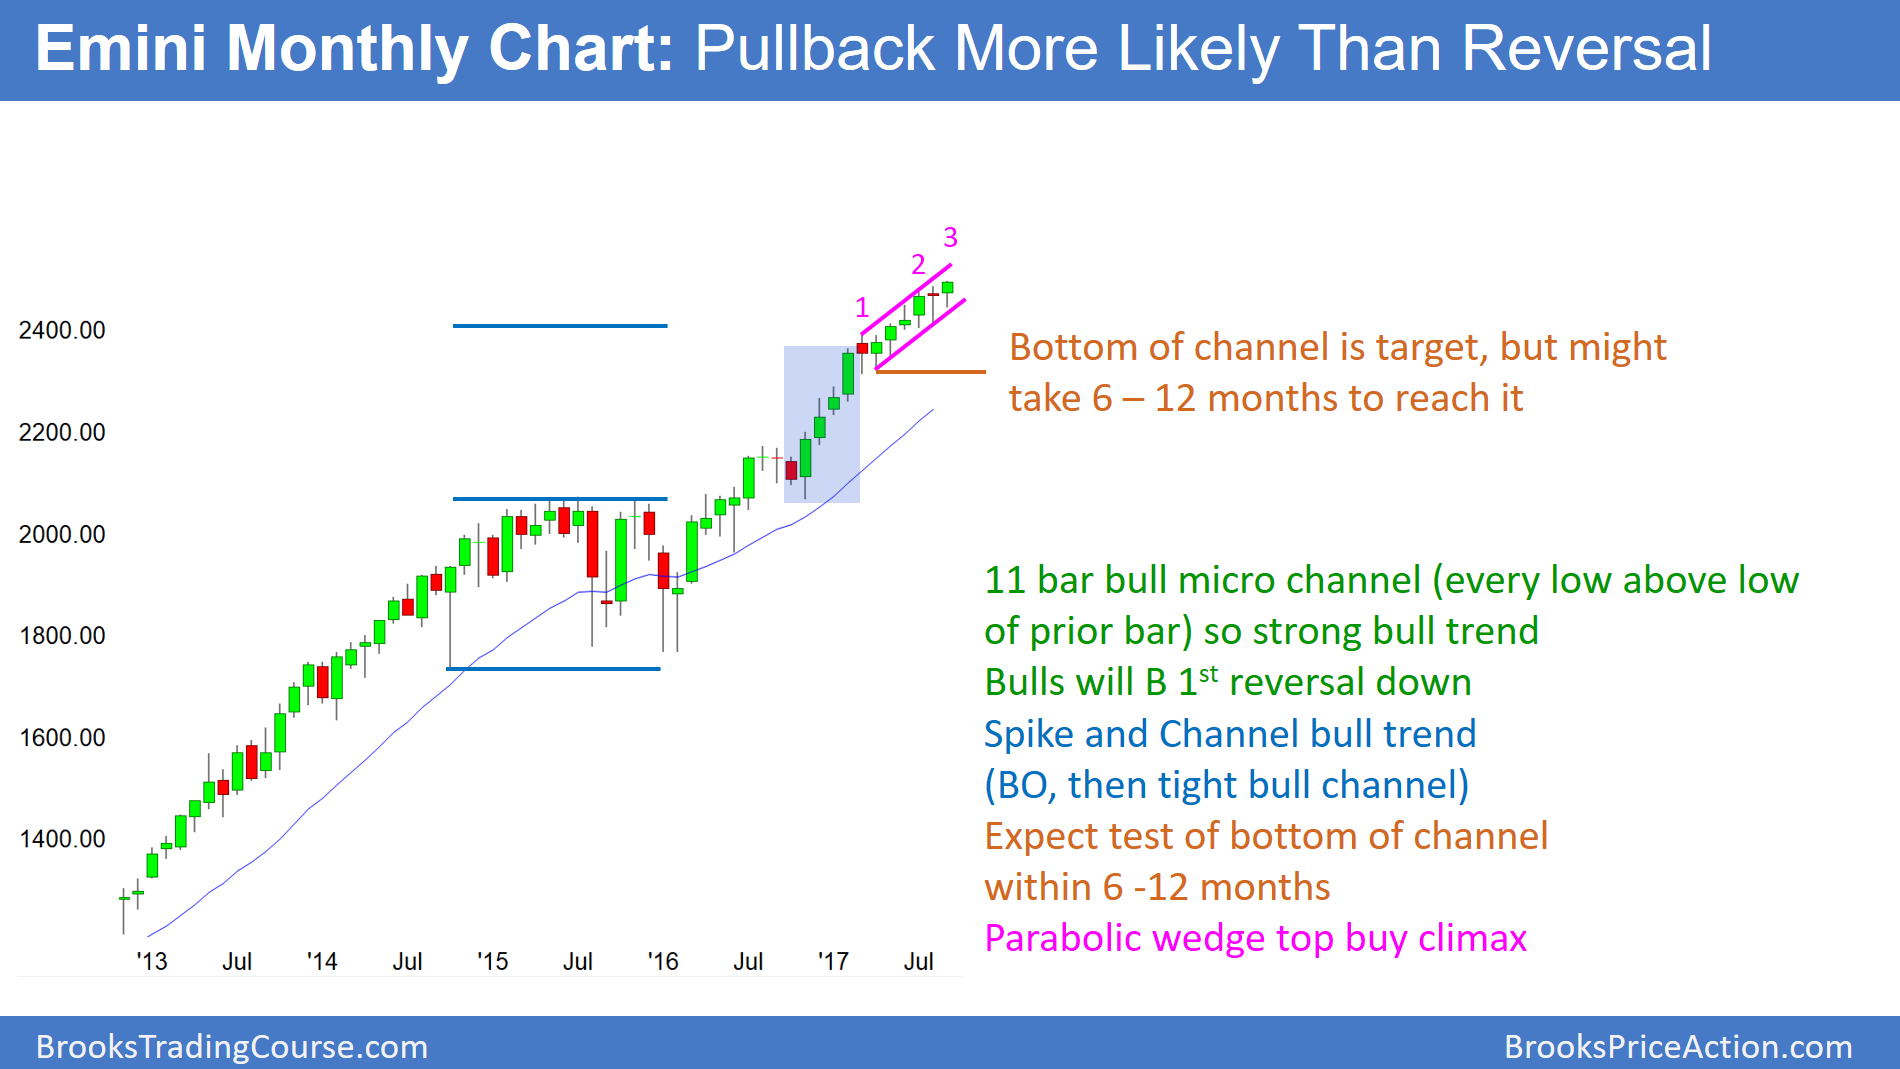 Emini Monthly Chart: Pullback More Likely Than Reversal
3
2
1
2400.00
2200.00
2000.00
1800.00
1600.00
1400.00
'13 Jul '14 Jul '15 Jul '16 Jul '17 Jul
Bottom of channel is target, but might
take 6 – 12 months to reach it
11 bar bull micro channel (every low above low
of prior bar) so strong bull trend
Bulls will B 1st reversal down
Spike and Channel bull trend
(BO, then tight bull channel)
Expect test of bottom of channel
within 6 -12 months
Parabolic wedge top buy climax
BrooksTradingCourse.com
BrooksPriceAction.com